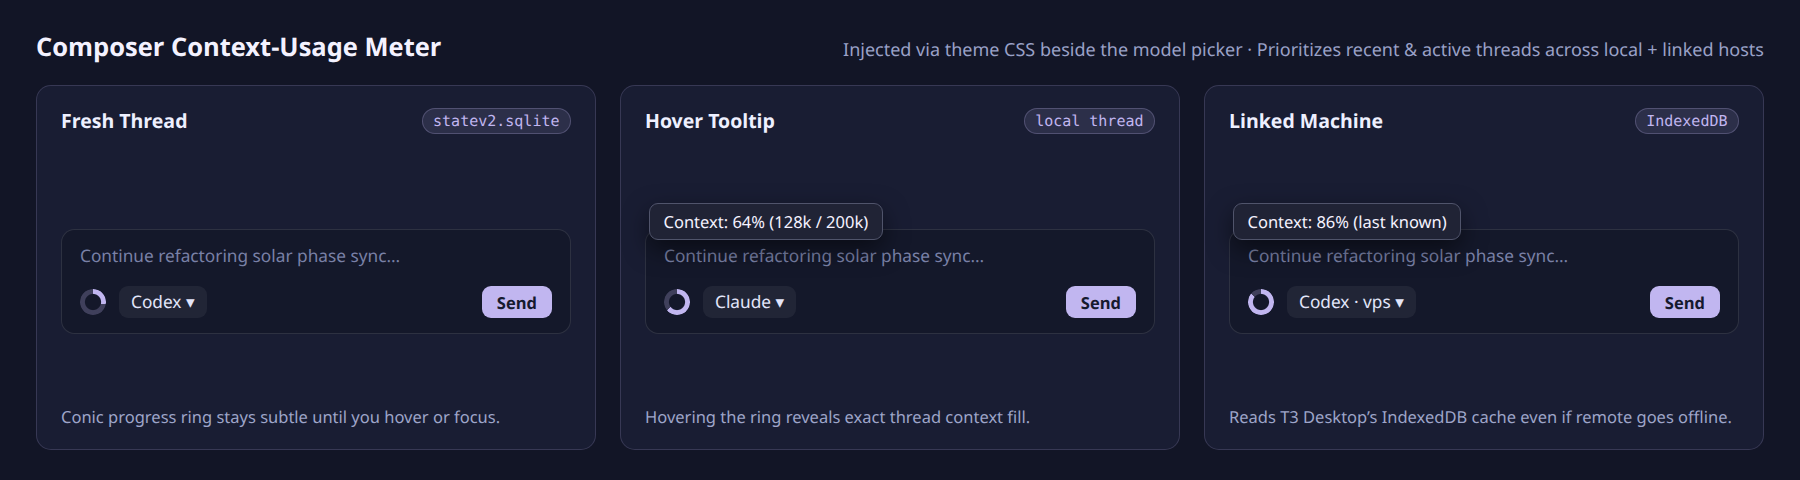 Composer Context-Usage Meter
Injected via theme CSS beside the model picker · Prioritizes recent & active threads across local + linked hosts
Fresh Thread
statev2.sqlite
Continue refactoring solar phase sync...
Codex ▾
Send
Conic progress ring stays subtle until you hover or focus.
Hover Tooltip
local thread
Context: 64% (128k / 200k)
Continue refactoring solar phase sync...
Claude ▾
Send
Hovering the ring reveals exact thread context fill.
Linked Machine
IndexedDB
Context: 86% (last known)
Continue refactoring solar phase sync...
Codex · vps ▾
Send
Reads T3 Desktop’s IndexedDB cache even if remote goes offline.